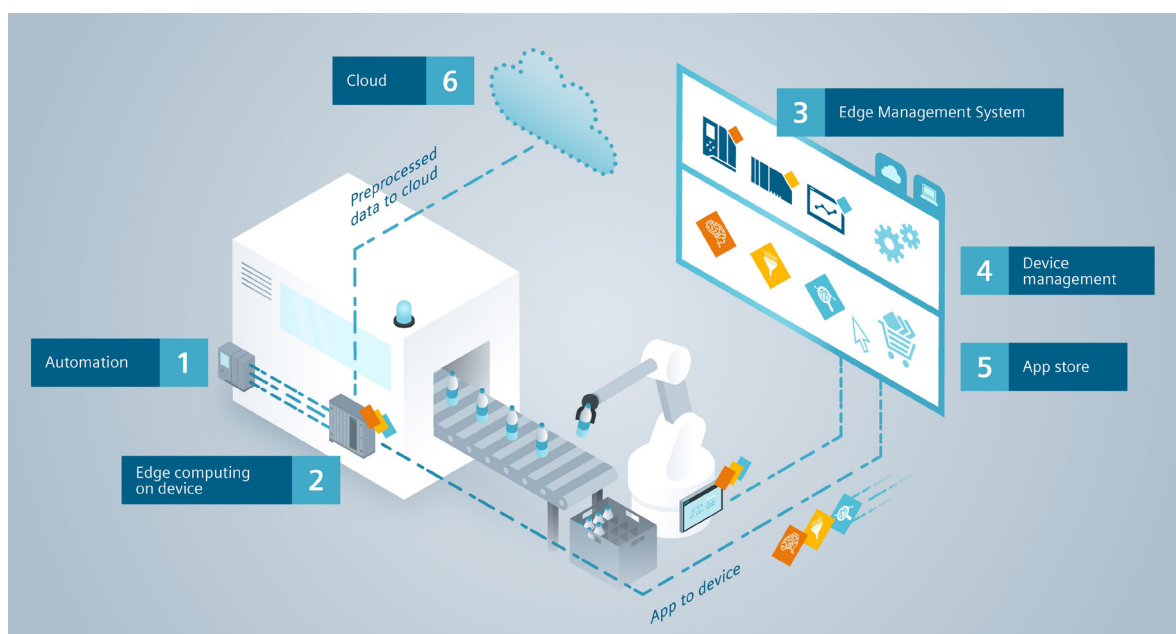 Cloud 6
3 Edge Management System
Preprocessed
data to cloud
4 Device
management
Automation 1
5 App store
Edge computing
on device 2
App to device